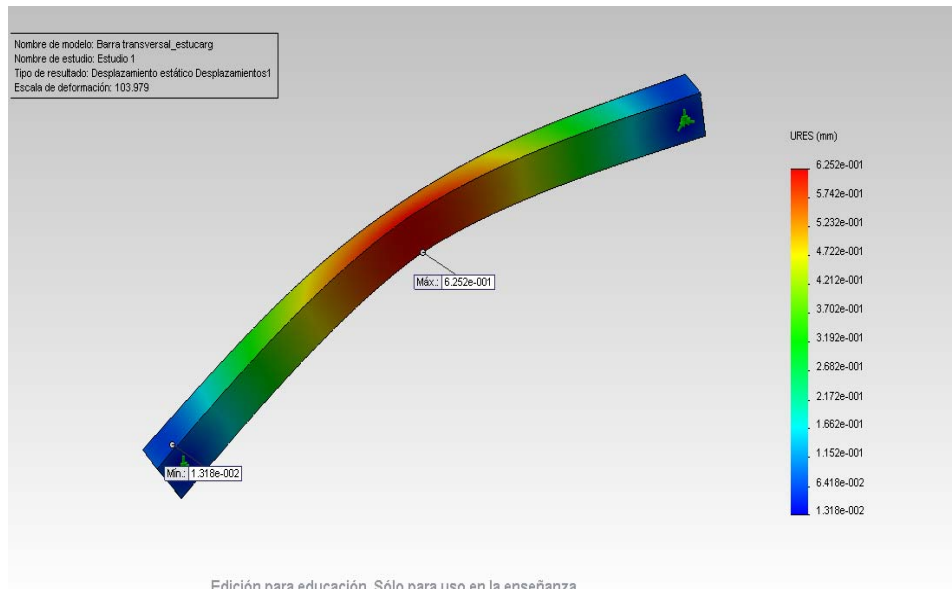 Nombre de modelo: Barra transversal_estucarg
Nombre de estudio: Estudio 1
Tipo de resultado: Desplazamiento estático Desplazamientos1
Escala de deformación: 103.979
URES (mm)
6.252e-001
5.742e-001
5.232e-001
4.722e-001
4.212e-001
3.702e-001
3.192e-001
2.682e-001
2.172e-001
1.662e-001
1.152e-001
6.418e-002
1.318e-002
Máx.: 6.252e-001
Mín.: 1.318e-002
Edición para educación. Sólo para uso en la enseñanza